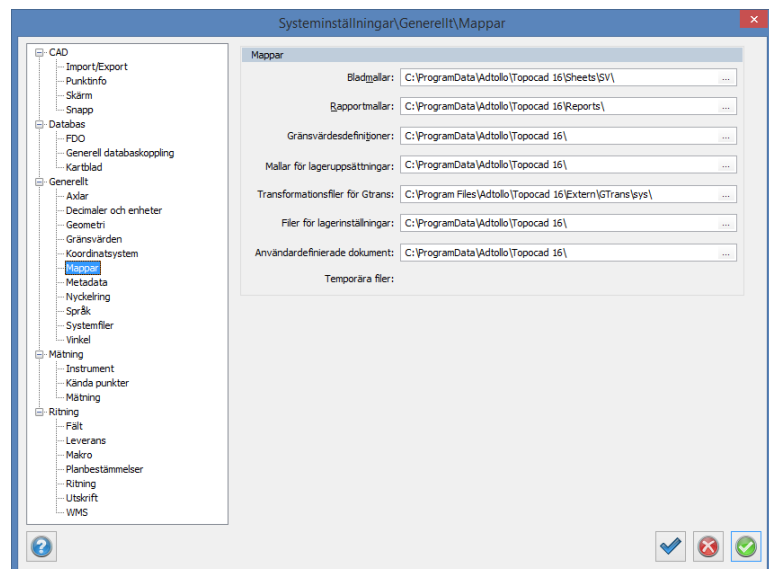 Systeminställningar\Generellt\Mappar
CAD
Import/Export
Punktinfo
Skärm
Snapp
Databas
FDO
Generell databaskoppling
Kartblad
Generellt
Axlar
Decimaler och enheter
Geometri
Gränsvärden
Koordinatsystem
Mappar
Metadata
Nyckelring
Språk
Systemfiler
Vinkel
Mätning
Instrument
Kända punkter
Mätning
Ritning
Fält
Leverans
Makro
Planbestämmelser
Ritning
Utskrift
WMS
Mappar
Bladmallar: C:\ProgramData\Adtollo\Topocad 16\Sheets\SV\ ...
Rapportmallar: C:\ProgramData\Adtollo\Topocad 16\Reports\ ...
Gränsvärdesdefinitioner: C:\ProgramData\Adtollo\Topocad 16\ ...
Mallar för lageruppsättningar: C:\ProgramData\Adtollo\Topocad 16\ ...
Transformationsfiler för Gtrans: C:\Program Files\Adtollo\Topocad 16\Extern\GTrans\sys\ ...
Filer för lagerinställningar: C:\ProgramData\Adtollo\Topocad 16\ ...
Användardefinierade dokument: C:\ProgramData\Adtollo\Topocad 16\ ...
Temporära filer: